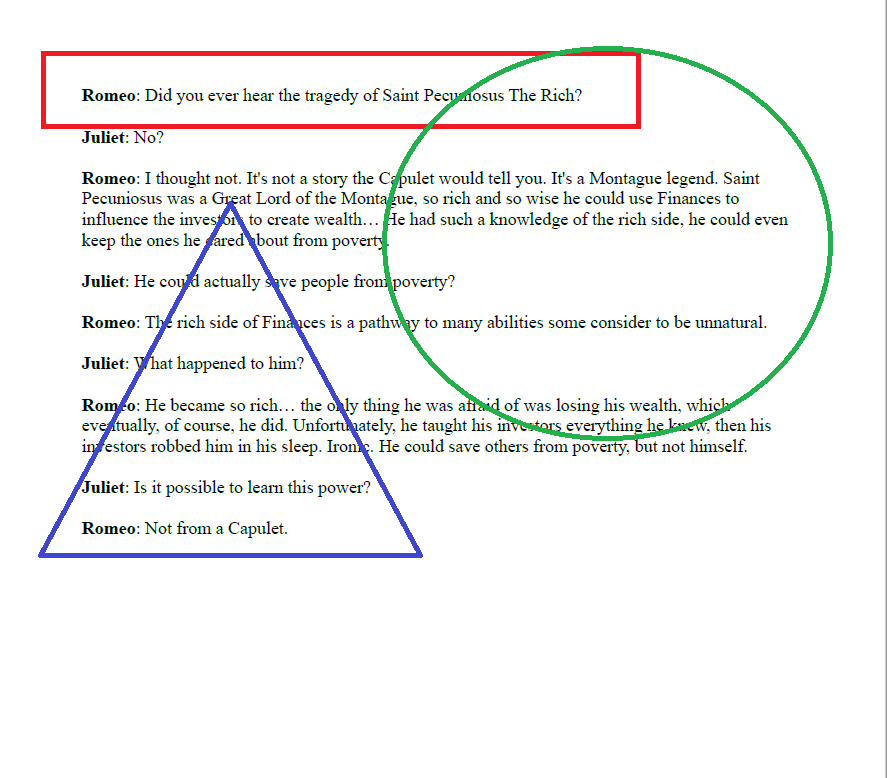 Romeo: Did you ever hear the tragedy of Saint Pecuniosus The Rich?
Juliet: No?
Romeo: I thought not. It's not a story the Capulet would tell you. It's a Montague legend. Saint
Pecuniosus was a Great Lord of the Montague, so rich and so wise he could use Finances to
influence the investors to create wealth… He had such a knowledge of the rich side, he could even
keep the ones he cared about from poverty.
Juliet: He could actually save people from poverty?
Romeo: The rich side of Finances is a pathway to many abilities some consider to be unnatural.
Juliet: What happened to him?
Romeo: He became so rich… the only thing he was afraid of was losing his wealth, which
eventually, of course, he did. Unfortunately, he taught his investors everything he knew, then his
investors robbed him in his sleep. Ironic. He could save others from poverty, but not himself.
Juliet: Is it possible to learn this power?
Romeo: Not from a Capulet.